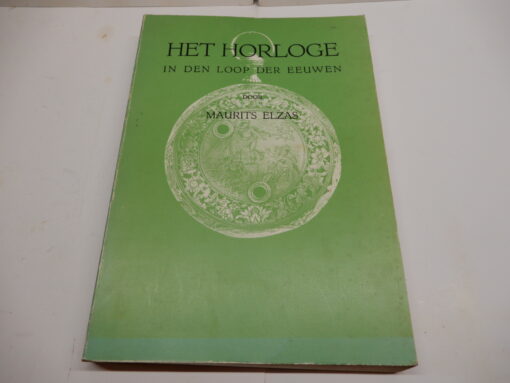 HET HORLOGE
IN DEN LOOP DER EEUWEN
DOOR
MAURITS ELZAS